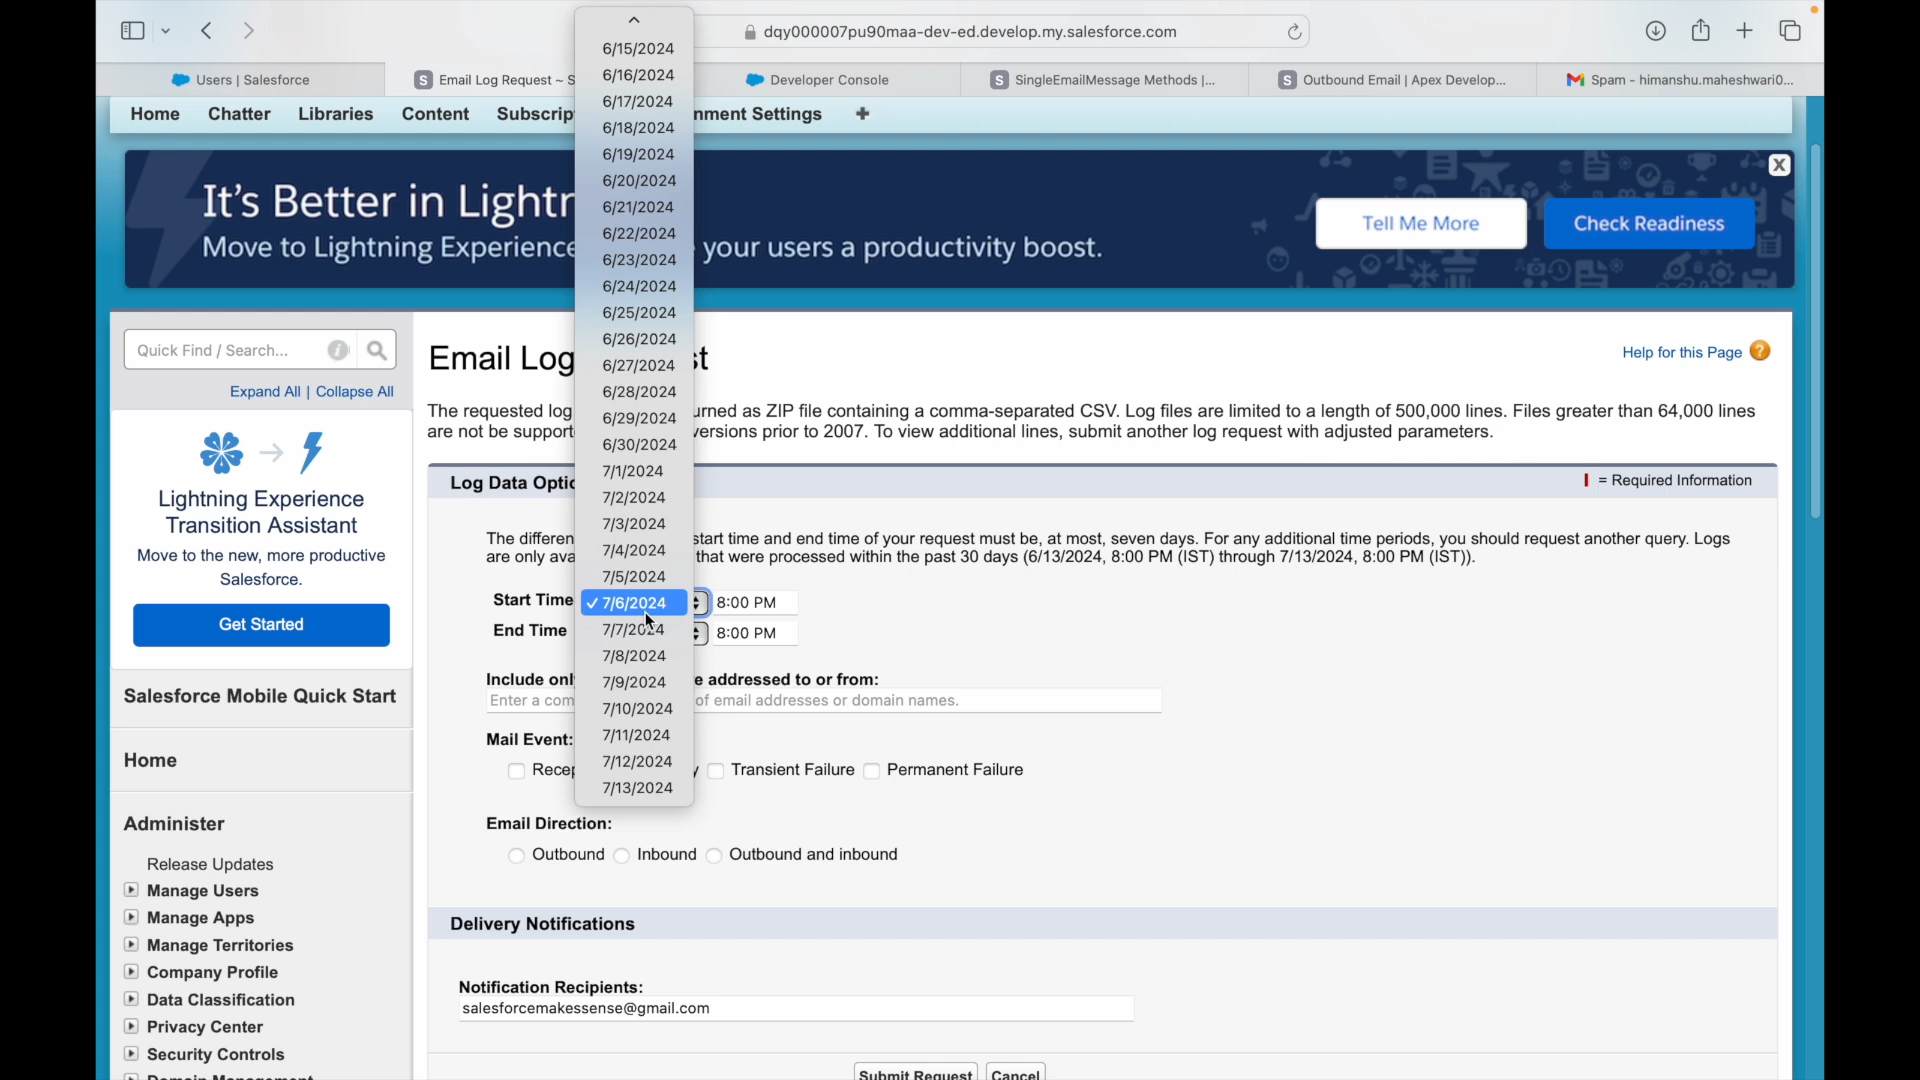 dqy000007pu90maa-dev-ed.develop.my.salesforce.com
Users | Salesforce
Email Log Request ~ S
Developer Console
SingleEmailMessage Methods |...
Outbound Email | Apex Develop...
Spam - himanshu.maheshwari0...
Home Chatter Libraries Content Subscrip nment Settings +
It's Better in Lightn
Move to Lightning Experience your users a productivity boost.
Tell Me More
Check Readiness
X
6/15/2024
6/16/2024
6/17/2024
6/18/2024
6/19/2024
6/20/2024
6/21/2024
6/22/2024
6/23/2024
6/24/2024
6/25/2024
6/26/2024
6/27/2024
6/28/2024
6/29/2024
6/30/2024
7/1/2024
7/2/2024
7/3/2024
7/4/2024
7/5/2024
✓ 7/6/2024
7/7/2024
7/8/2024
7/9/2024
7/10/2024
7/11/2024
7/12/2024
7/13/2024
Quick Find / Search...
Expand All | Collapse All
Lightning Experience
Transition Assistant
Move to the new, more productive
Salesforce.
Get Started
Salesforce Mobile Quick Start
Home
Administer
Release Updates
Manage Users
Manage Apps
Manage Territories
Company Profile
Data Classification
Privacy Center
Security Controls
Domain Management
Email Log st
Help for this Page
The requested log urned as ZIP file containing a comma-separated CSV. Log files are limited to a length of 500,000 lines. Files greater than 64,000 lines
are not be support versions prior to 2007. To view additional lines, submit another log request with adjusted parameters.
Log Data Optio
= Required Information
The differen start time and end time of your request must be, at most, seven days. For any additional time periods, you should request another query. Logs
are only ava that were processed within the past 30 days (6/13/2024, 8:00 PM (IST) through 7/13/2024, 8:00 PM (IST)).
Start Time 8:00 PM
End Time 8:00 PM
Include onl e addressed to or from:
Enter a com of email addresses or domain names.
Mail Event:
Recep y Transient Failure Permanent Failure
Email Direction:
Outbound Inbound Outbound and inbound
Delivery Notifications
Notification Recipients:
salesforcemakessense@gmail.com
Submit Request Cancel